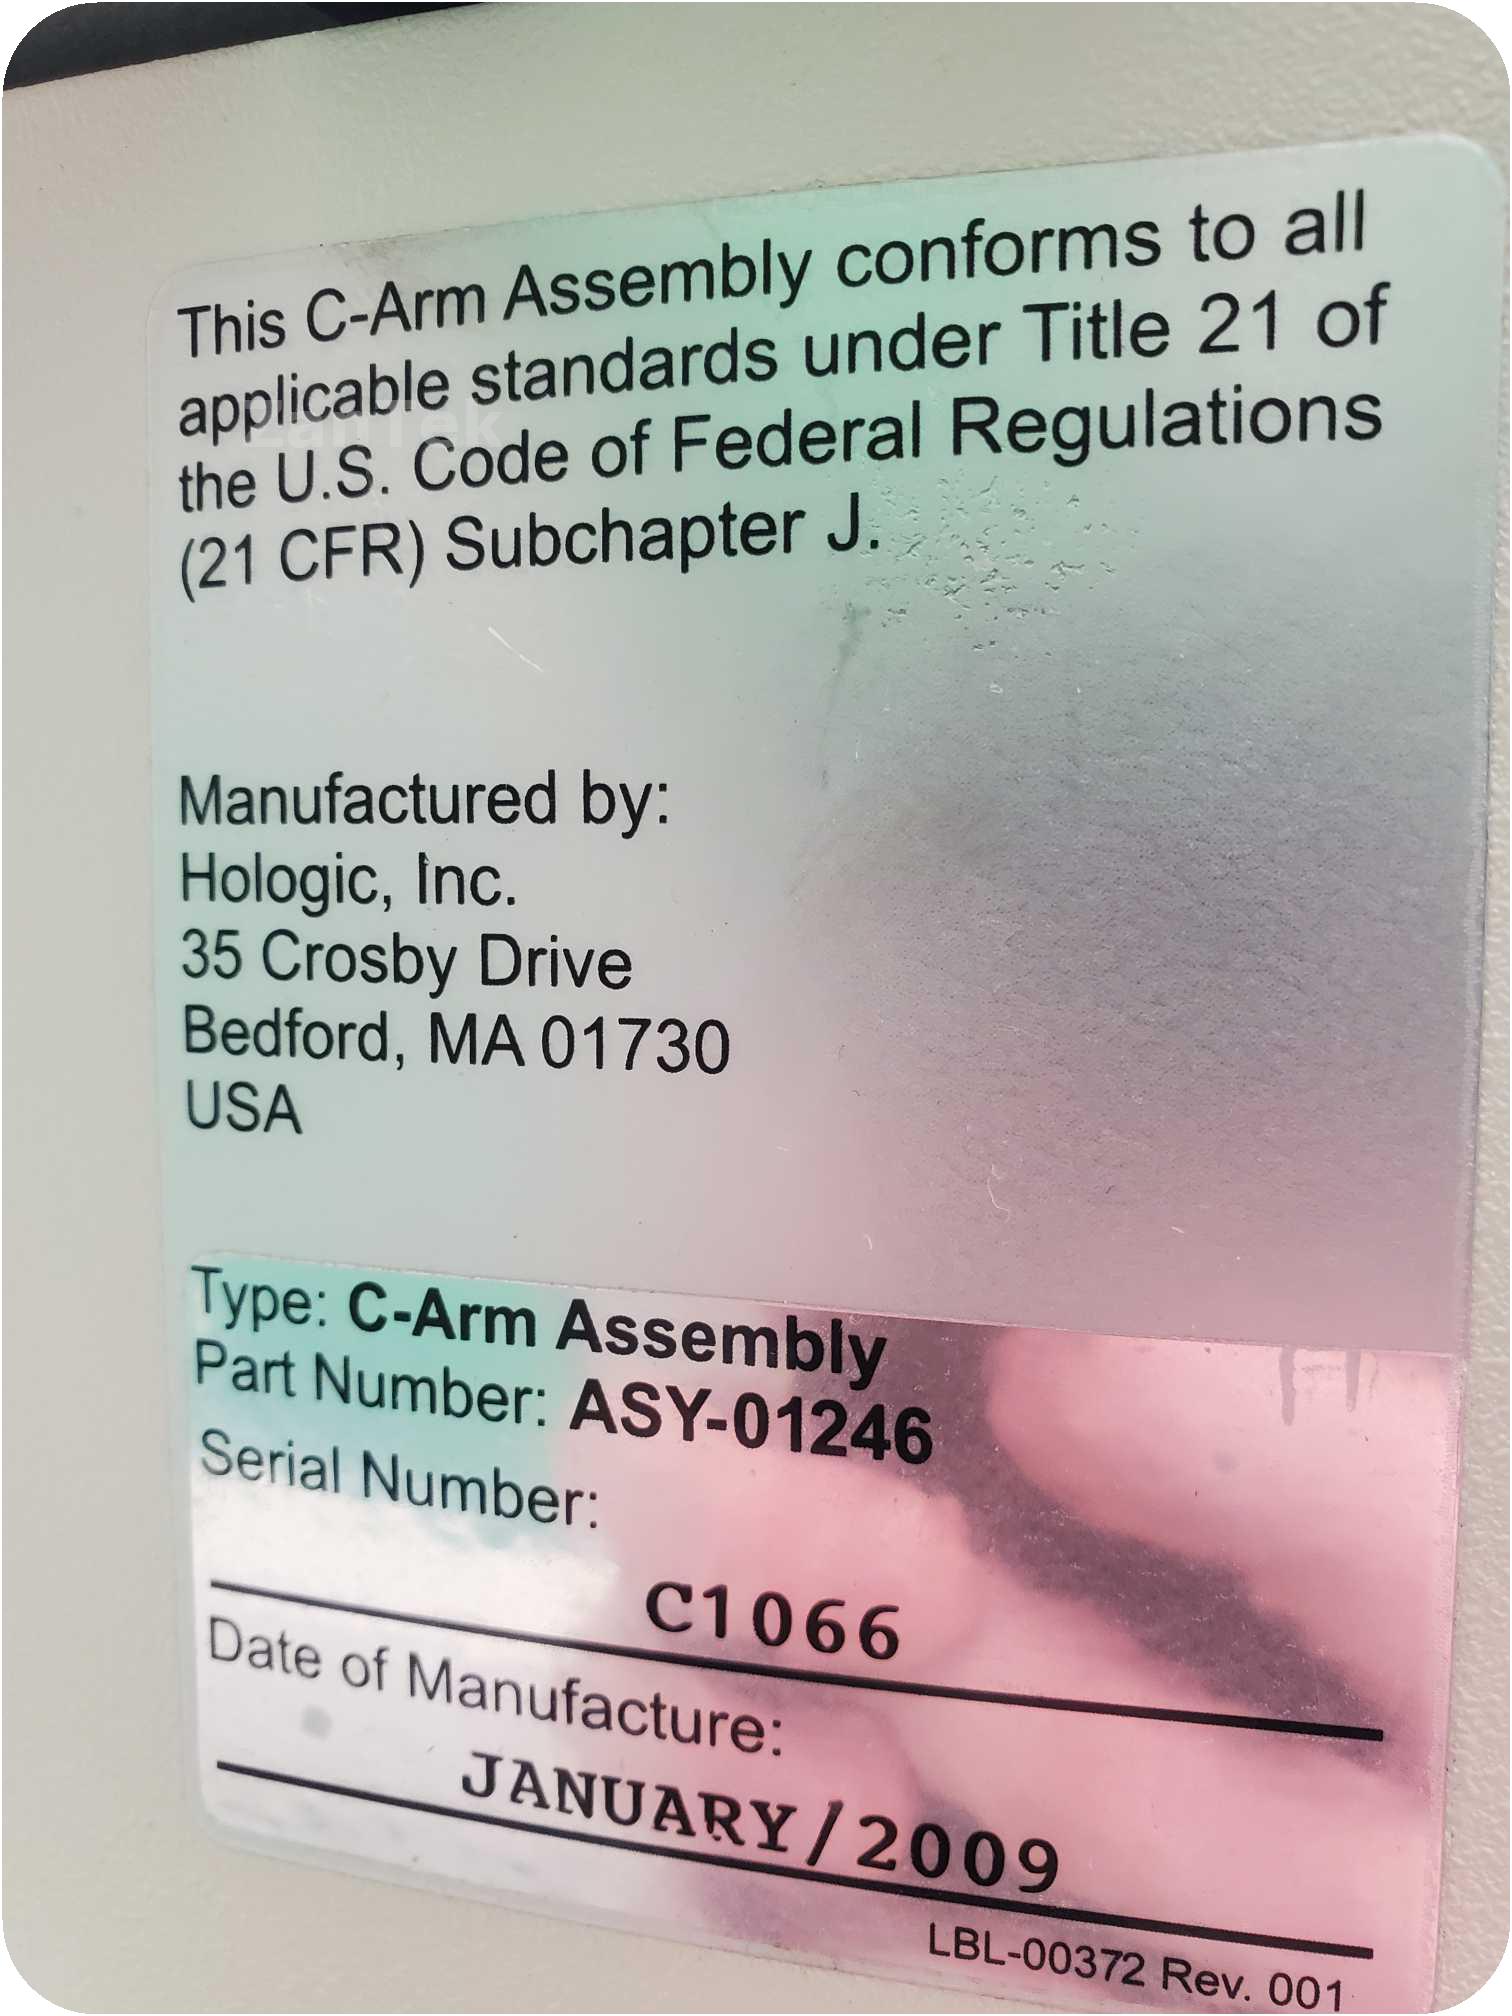 This C-Arm Assembly conforms to all
applicable standards under Title 21 of
the U.S. Code of Federal Regulations
(21 CFR) Subchapter J.
Manufactured by:
Hologic, Inc.
35 Crosby Drive
Bedford, MA 01730
USA
Type: C-Arm Assembly
Part Number: ASY-01246
Serial Number:
C1066
Date of Manufacture:
JANUARY/2009
LBL-00372 Rev. 001